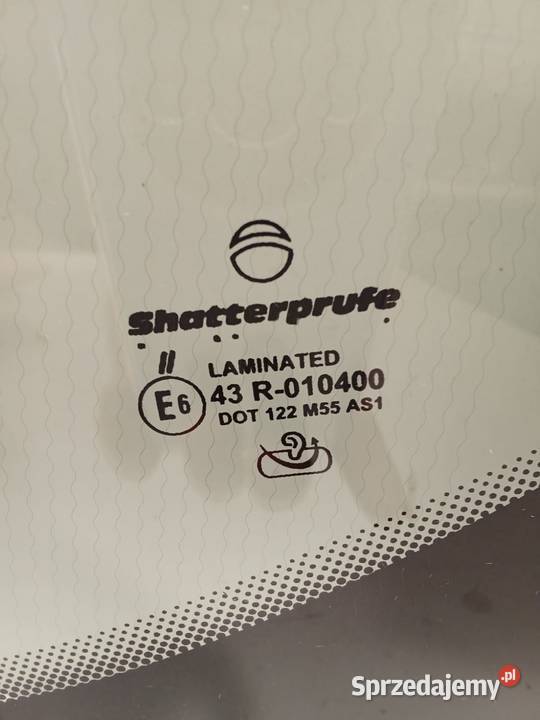 Shatterprufe
II LAMINATED
E6 43 R-010400
DOT 122 M55 AS1
Sprzedajemy.pl